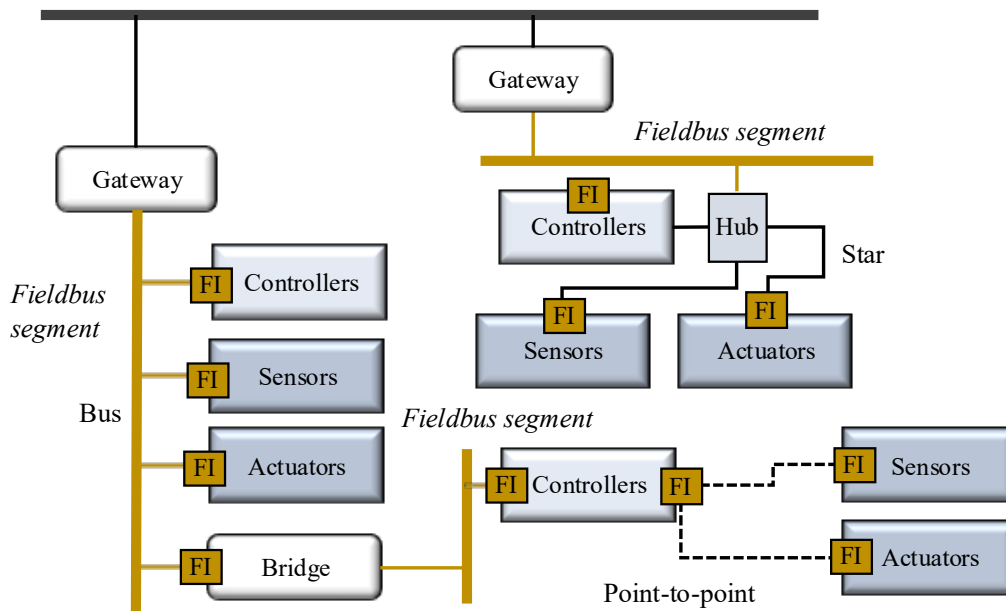 Gateway
Fieldbus segment
Gateway
FI
Controllers
Hub
Star
FI
Controllers
Fieldbus
segment
FI
FI
Sensors
Actuators
FI
Sensors
Bus
Fieldbus segment
FI
Actuators
FI
Controllers
FI
FI
Sensors
FI
Bridge
FI
Actuators
Point-to-point